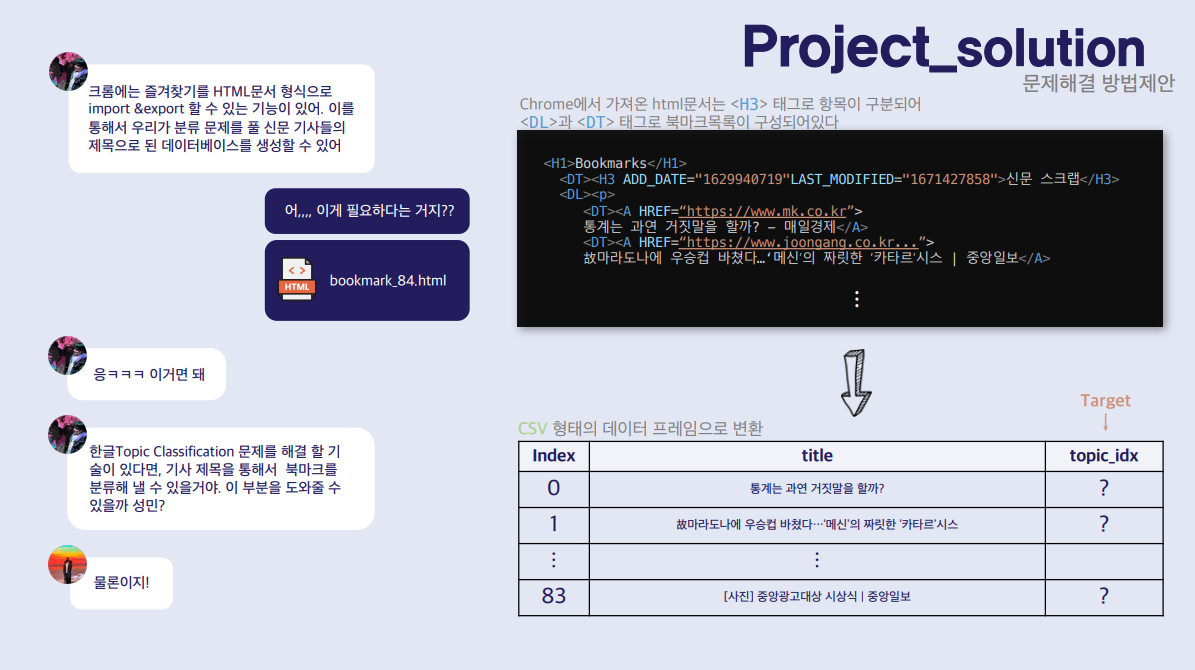 Project_solution
문제해결 방법제안
크롬에는 즐겨찾기를 HTML문서 형식으로
import &export 할 수 있는 기능이 있어. 이를
통해서 우리가 분류 문제를 풀 신문 기사들의
제목으로 된 데이터베이스를 생성할 수 있어
어,,,, 이게 필요하다는 거지??
HTML
bookmark_84.html
응ㅋㅋㅋ 이거면 돼
한글Topic Classification 문제를 해결 할 기
술이 있다면, 기사 제목을 통해서 북마크를
분류해 낼 수 있을거야. 이 부분을 도와줄 수
있을까 성민?
물론이지!
Chrome에서 가져온 html문서는 <H3> 태그로 항목이 구분되어
<DL>과 <DT> 태그로 북마크목록이 구성되어있다
<H1>Bookmarks</H1>
<DT><H3 ADD_DATE="1629940719"LAST_MODIFIED="1671427858">신문 스크랩</H3>
<DL><p>
<DT><A HREF=“https://www.mk.co.kr”>
통계는 과연 거짓말을 할까? - 매일경제</A>
<DT><A HREF=“https://www.joongang.co.kr...”>
故마라도나에 우승컵 바쳤다…‘메신’의 짜릿한 '카타르'시스 | 중앙일보</A>
⋮
Target
↓
CSV 형태의 데이터 프레임으로 변환
Index title topic_idx
0 통계는 과연 거짓말을 할까? ?
1 故마라도나에 우승컵 바쳤다…‘메신’의 짜릿한 '카타르'시스 ?
⋮ ⋮
83 [사진] 중앙광고대상 시상식 | 중앙일보 ?